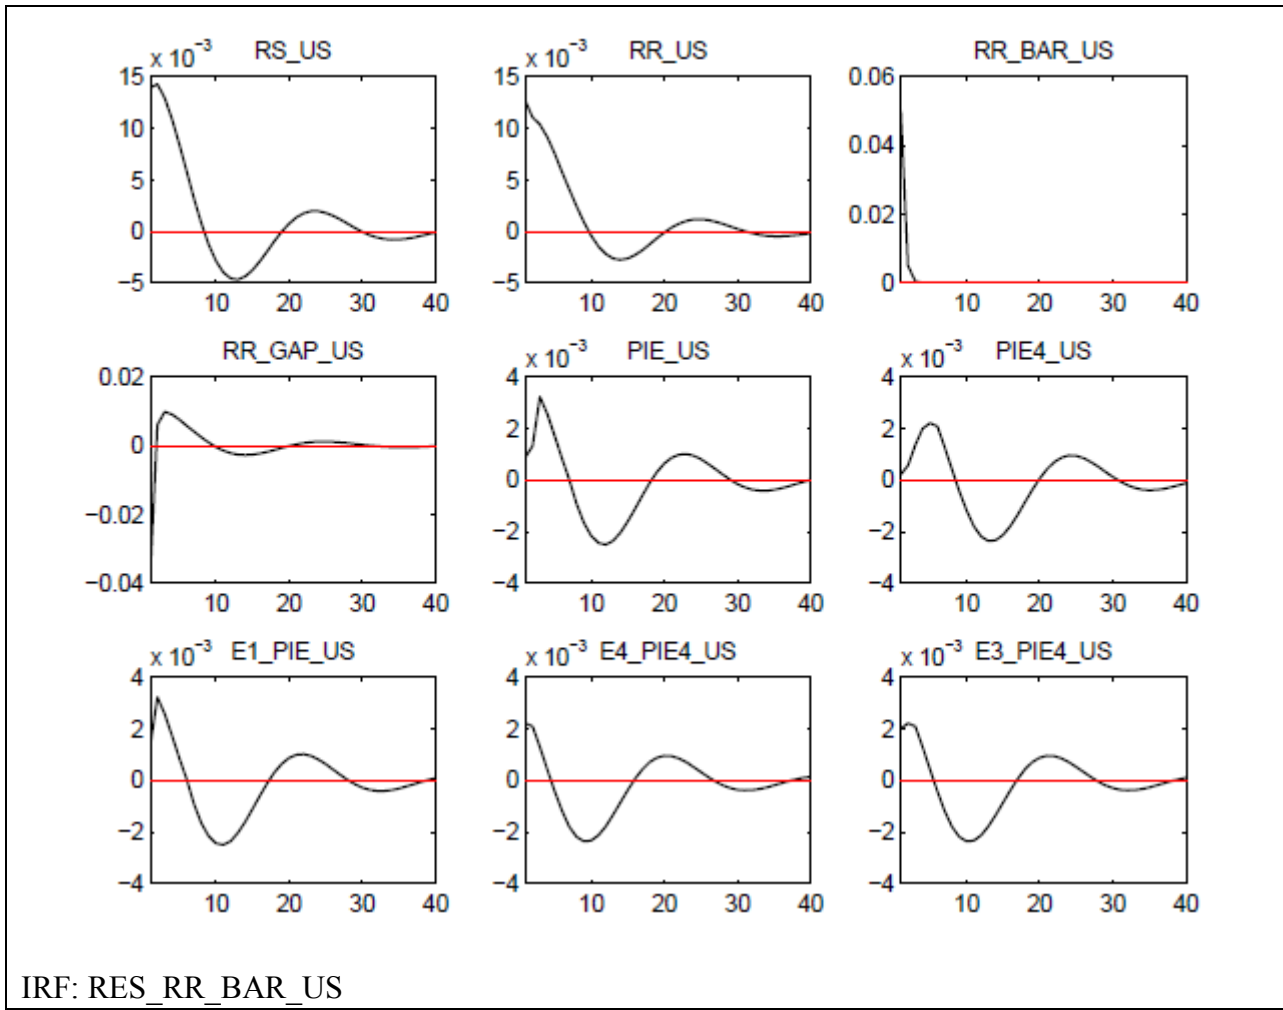 RS_US
RR_US
RR_BAR_US
x 10−3
x 10−3
15
10
5
0
−5
10 20 30 40
15
10
5
0
−5
10 20 30 40
0.06
0.04
0.02
0
10 20 30 40
RR_GAP_US
PIE_US
PIE4_US
x 10−3
x 10−3
0.02
0
−0.02
−0.04
10 20 30 40
4
2
0
−2
−4
10 20 30 40
4
2
0
−2
−4
10 20 30 40
x 10−3 E1_PIE_US
x 10−3 E4_PIE4_US
x 10−3 E3_PIE4_US
4
2
0
−2
−4
10 20 30 40
4
2
0
−2
−4
10 20 30 40
4
2
0
−2
−4
10 20 30 40
IRF: RES_RR_BAR_US